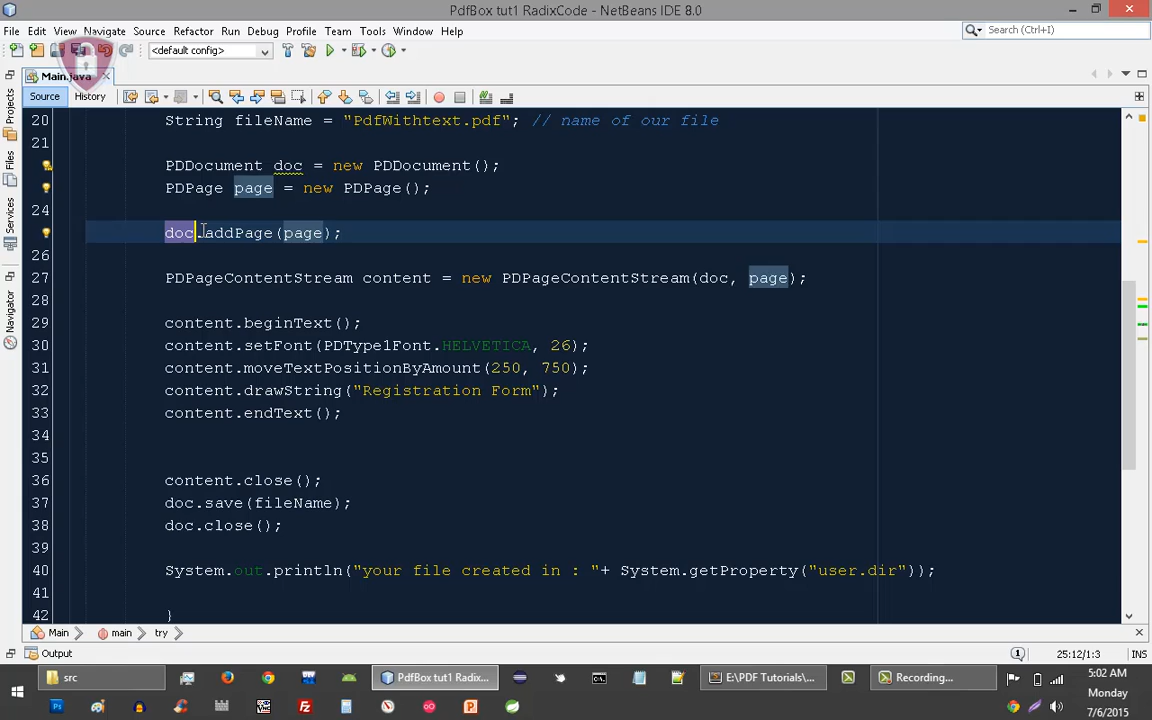 PdfBox tut1 RadixCode - NetBeans IDE 8.0
File Edit View Navigate Source Refactor Run Debug Profile Team Tools Window Help
Search (Ctrl+I)
<default config>
Main.java
Source History
Projects
Files
Services
Navigator
20 String fileName = "PdfWithtext.pdf"; // name of our file
21
PDDocument doc = new PDDocument();
PDPage page = new PDPage();
24
doc.addPage(page);
26
27 PDPageContentStream content = new PDPageContentStream(doc, page);
28
29 content.beginText();
30 content.setFont(PDType1Font.HELVETICA, 26);
31 content.moveTextPositionByAmount(250, 750);
32 content.drawString("Registration Form");
33 content.endText();
34
35
36 content.close();
37 doc.save(fileName);
38 doc.close();
39
40 System.out.println("your file created in : "+ System.getProperty("user.dir"));
41
42 }
Main main try
Output
1 25:12/1:3 INS
src
PdfBox tut1 Radix...
E:\PDF Tutorials\...
Recording...
5:02 AM
Monday
7/6/2015